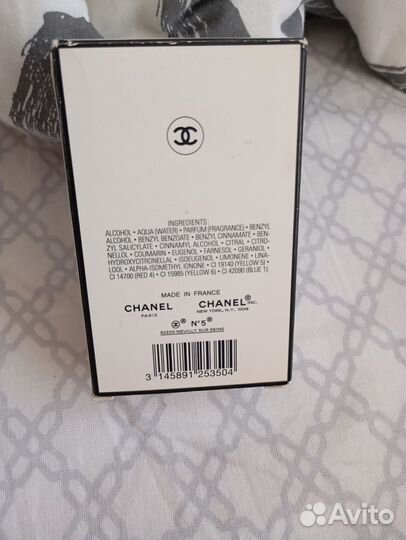 INGREDIENTS :
ALCOHOL • AQUA (WATER) • PARFUM (FRAGRANCE) • BENZYL
ALCOHOL • BENZYL BENZOATE • BENZYL CINNAMATE • BEN-
ZYL SALICYLATE • CINNAMYL ALCOHOL • CITRAL • CITRO-
NELLOL • COUMARIN • EUGENOL • FARNESOL • GERANIOL •
HYDROXYCITRONELLAL • ISOEUGENOL • LIMONENE • LINA-
LOOL • ALPHA-ISOMETHYL IONONE • CI 19140 (YELLOW 5) •
CI 14700 (RED 4) • CI 15985 (YELLOW 6) • CI 42090 (BLUE 1).
MADE IN FRANCE
CHANEL CHANEL® INC.
PARIS NEW YORK, N.Y. 10019
N°5®
92200 NEUILLY SUR SEINE
3 145891 253504
Avito